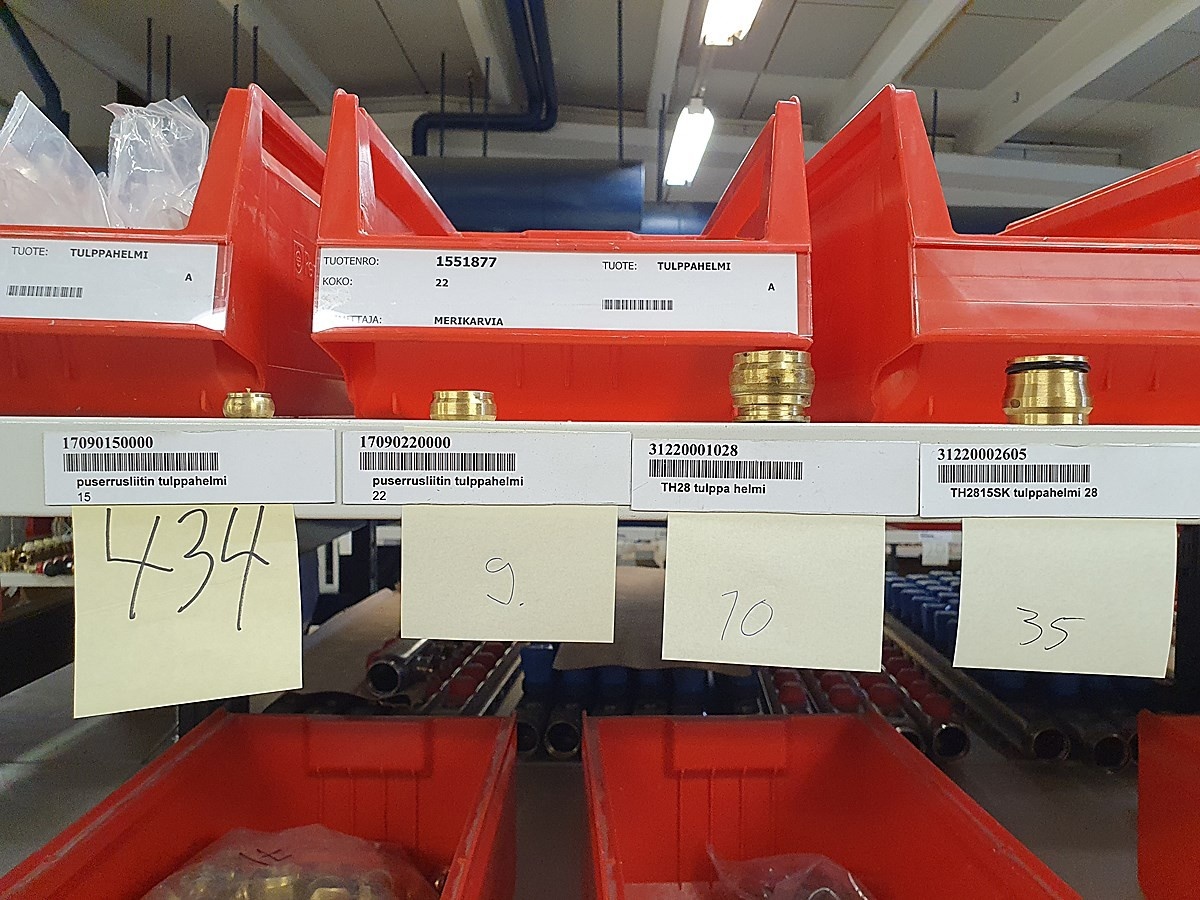 TUOTE: TULPPAHELMI
A
TUOTENRO: 1551877 TUOTE: TULPPAHELMI
KOKO: 22 A
MERIKARVIA
17090150000
puserrusliitin tulppahelmi
15
17090220000
puserrusliitin tulppahelmi
22
31220001028
TH28 tulppa helmi
31220002605
TH2815SK tulppahelmi 28
434
9.
10
35